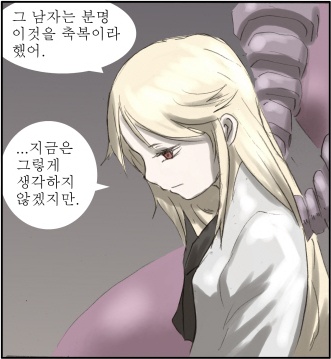 그 남자는 분명
이것을 축복이라
했어.
...지금은
그렇게
생각하지
않겠지만.